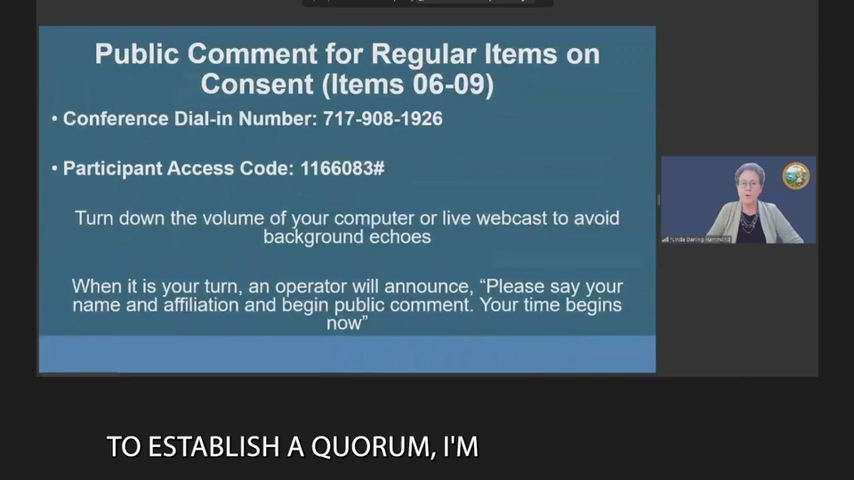 Public Comment for Regular Items on
Consent (Items 06-09)
• Conference Dial-in Number: 717-908-1926
• Participant Access Code: 1166083#
Turn down the volume of your computer or live webcast to avoid
background echoes
When it is your turn, an operator will announce, “Please say your
name and affiliation and begin public comment. Your time begins
now”
Linda Darling Hammond
TO ESTABLISH A QUORUM, I'M